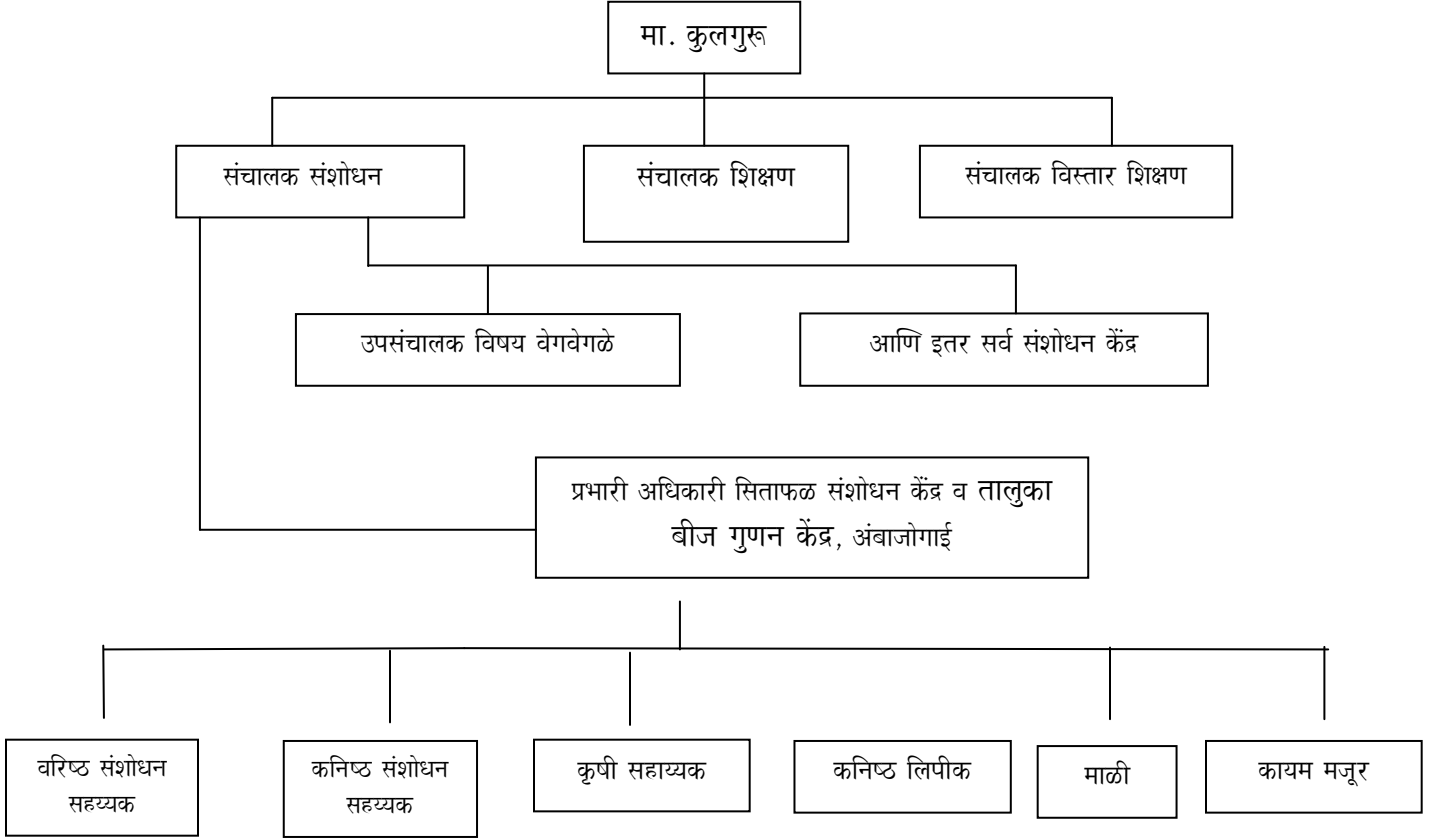 मा. कुलगुरू
संचालक संशोधन
संचालक शिक्षण
संचालक विस्तार शिक्षण
उपसंचालक विषय वेगवेगळे
आणि इतर सर्व संशोधन केंद्र
प्रभारी अधिकारी सिताफळ संशोधन केंद्र व तालुका
बीज गुणन केंद्र, अंबाजोगाई
वरिष्ठ संशोधन
सहय्यक
कनिष्ठ संशोधन
सहय्यक
कृषी सहाय्यक
कनिष्ठ लिपीक
माळी
कायम मजूर